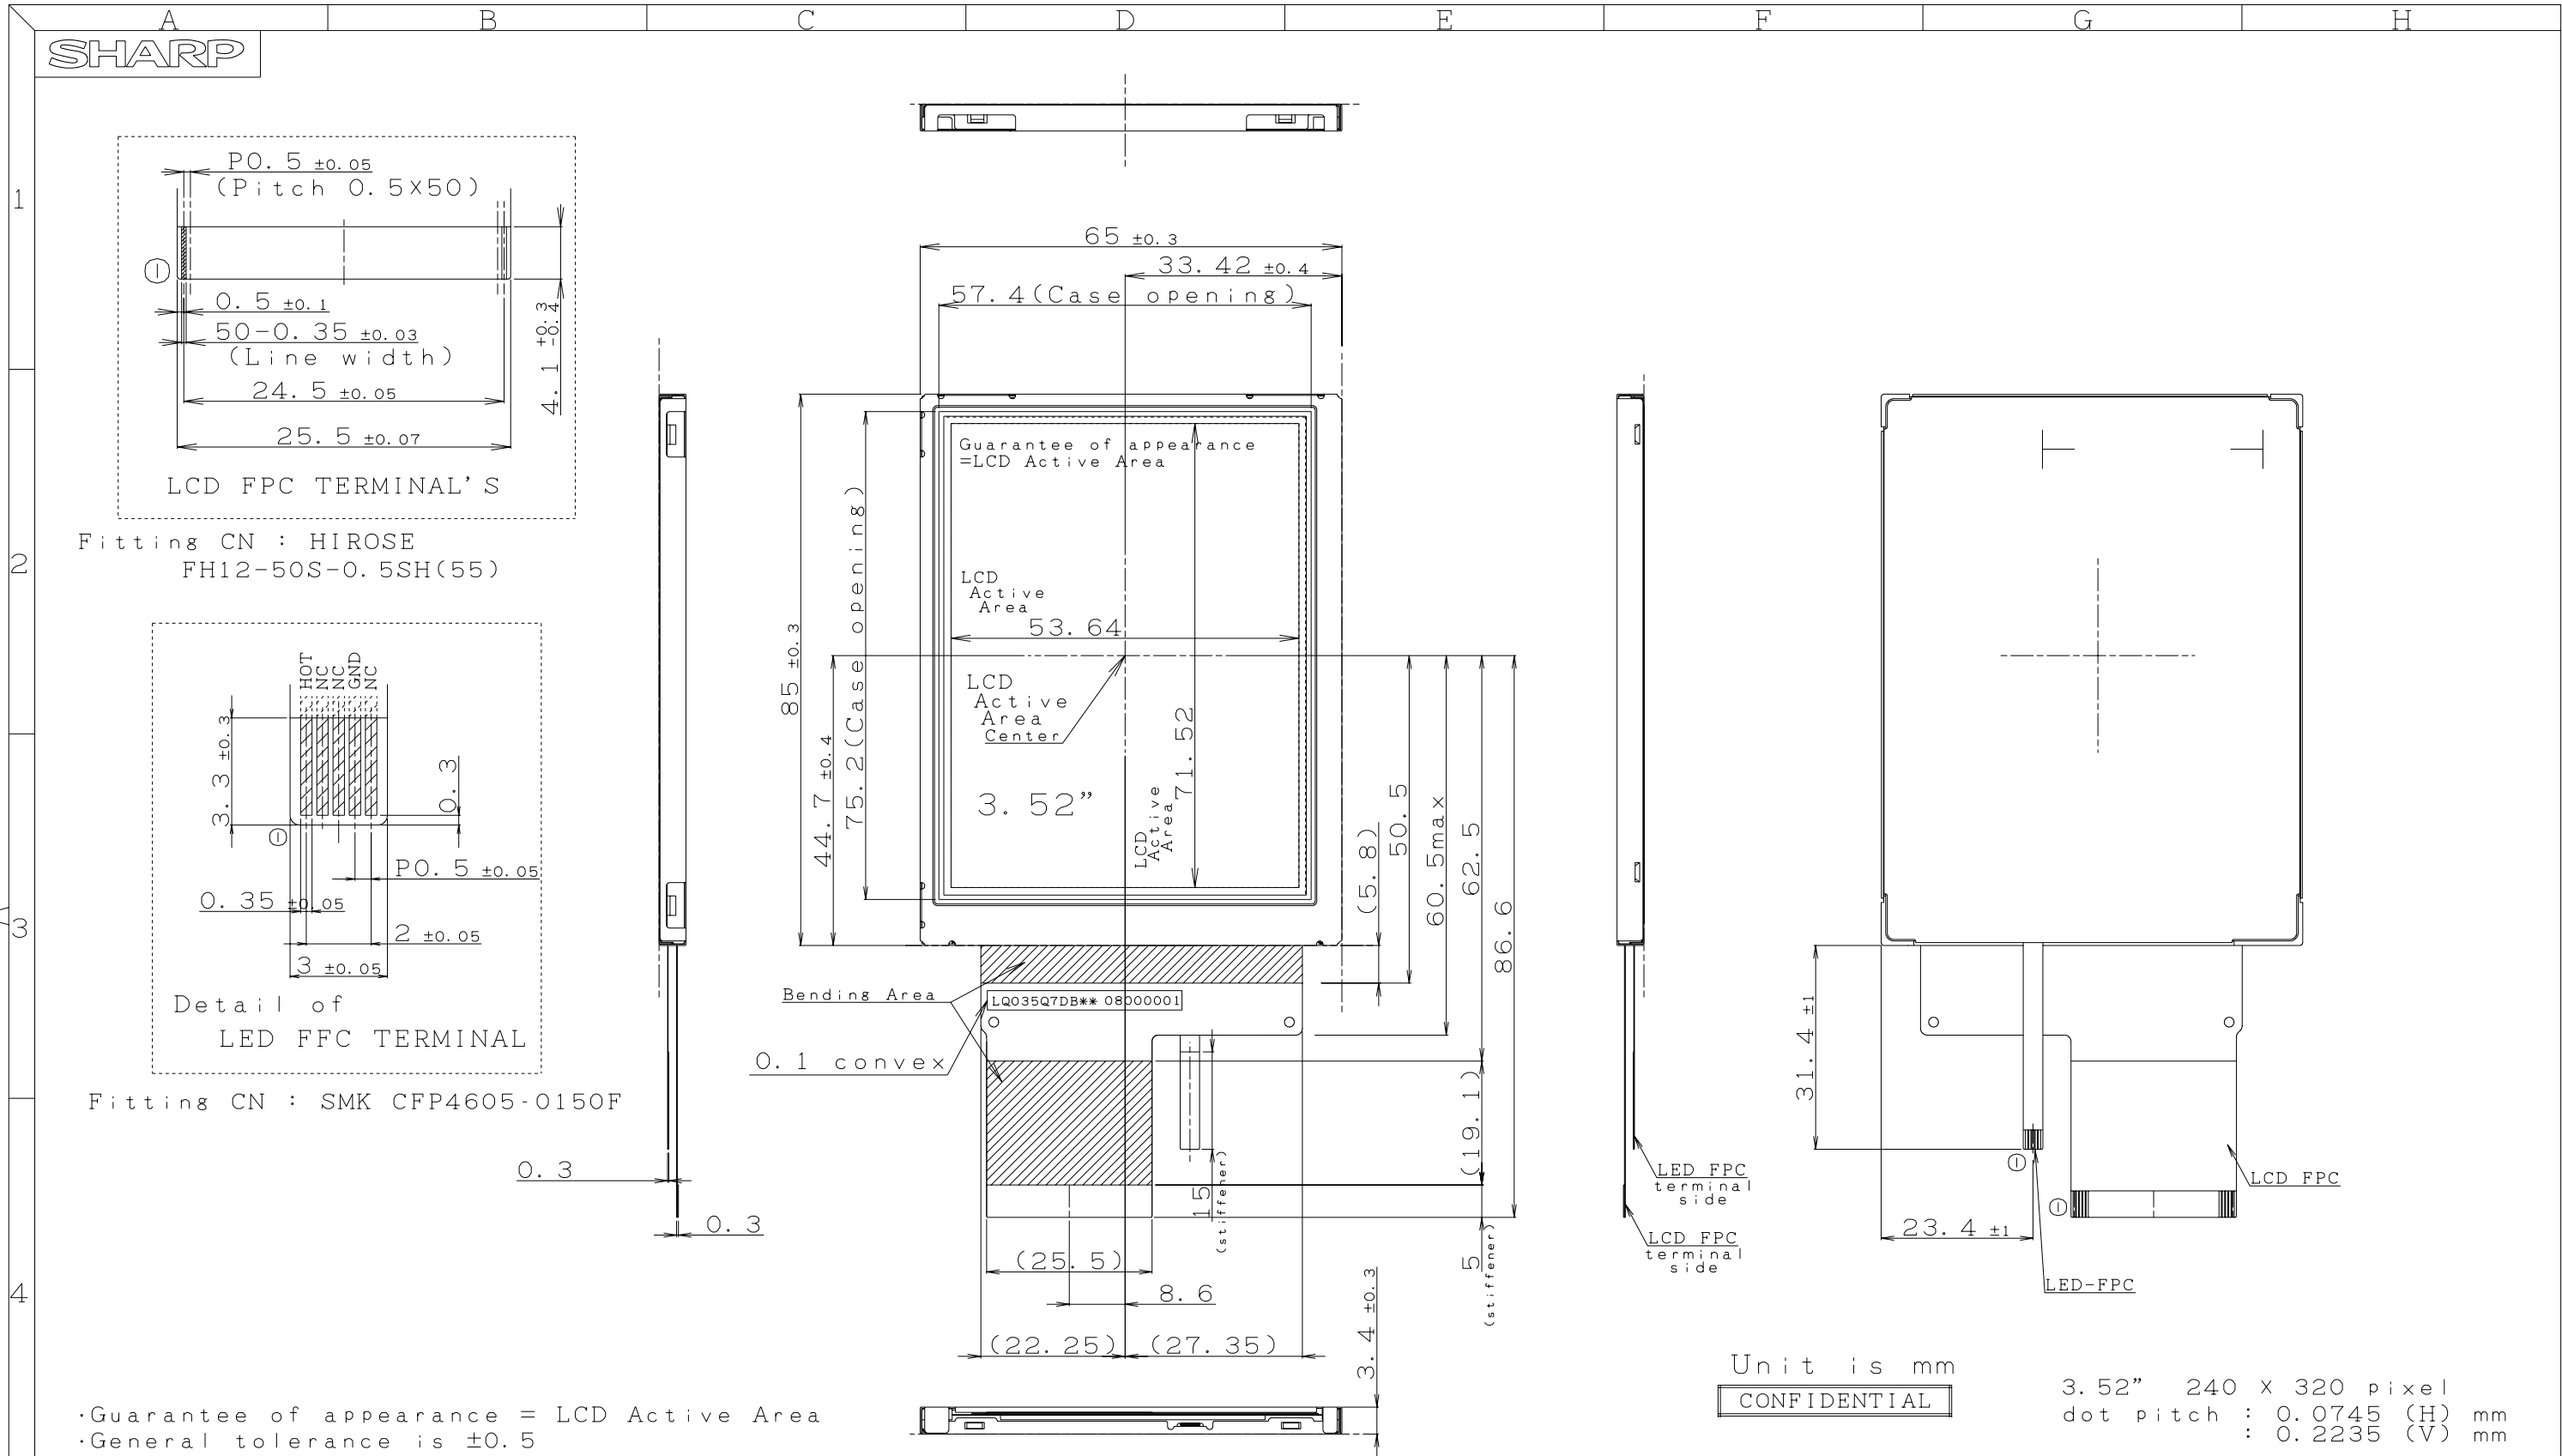 A B C D E F G H
SHARP
1
2
3
4
P0.5 ±0.05
(Pitch 0.5X50)
①
0.5 ±0.1
50-0.35 ±0.03
(Line width)
24.5 ±0.05
25.5 ±0.07
4.1 +0.3 -0.4
LCD FPC TERMINAL'S
Fitting CN : HIROSE
FH12-50S-0.5SH(55)
HOT
NC
NC
GND
NC
3.3 ±0.3
0.3
①
P0.5 ±0.05
0.35 ±0.05
2 ±0.05
3 ±0.05
Detail of
LED FFC TERMINAL
Fitting CN : SMK CFP4605-0150F
0.3
0.3
65 ±0.3
33.42 ±0.4
57.4(Case opening)
Guarantee of appearance
=LCD Active Area
LCD
Active
Area
53.64
LCD
Active
Area
Center
3.52”
71.52
LCD
Active
Area
85 ±0.3
44.7 ±0.4
75.2(Case opening)
(5.8)
50.5
60.5max
62.5
86.6
Bending Area
LQ035Q7DB** 08000001
0.1 convex
(19.1)
15
(stiffener)
5
(stiffener)
(25.5)
8.6
(22.25)
(27.35)
3.4 ±0.3
LED FPC
terminal
side
LCD FPC
terminal
side
31.4 ±1
①
①
23.4 ±1
LCD FPC
LED-FPC
Unit is mm
CONFIDENTIAL
3.52” 240 X 320 pixel
dot pitch : 0.0745 (H) mm
: 0.2235 (V) mm
·Guarantee of appearance = LCD Active Area
·General tolerance is ±0.5